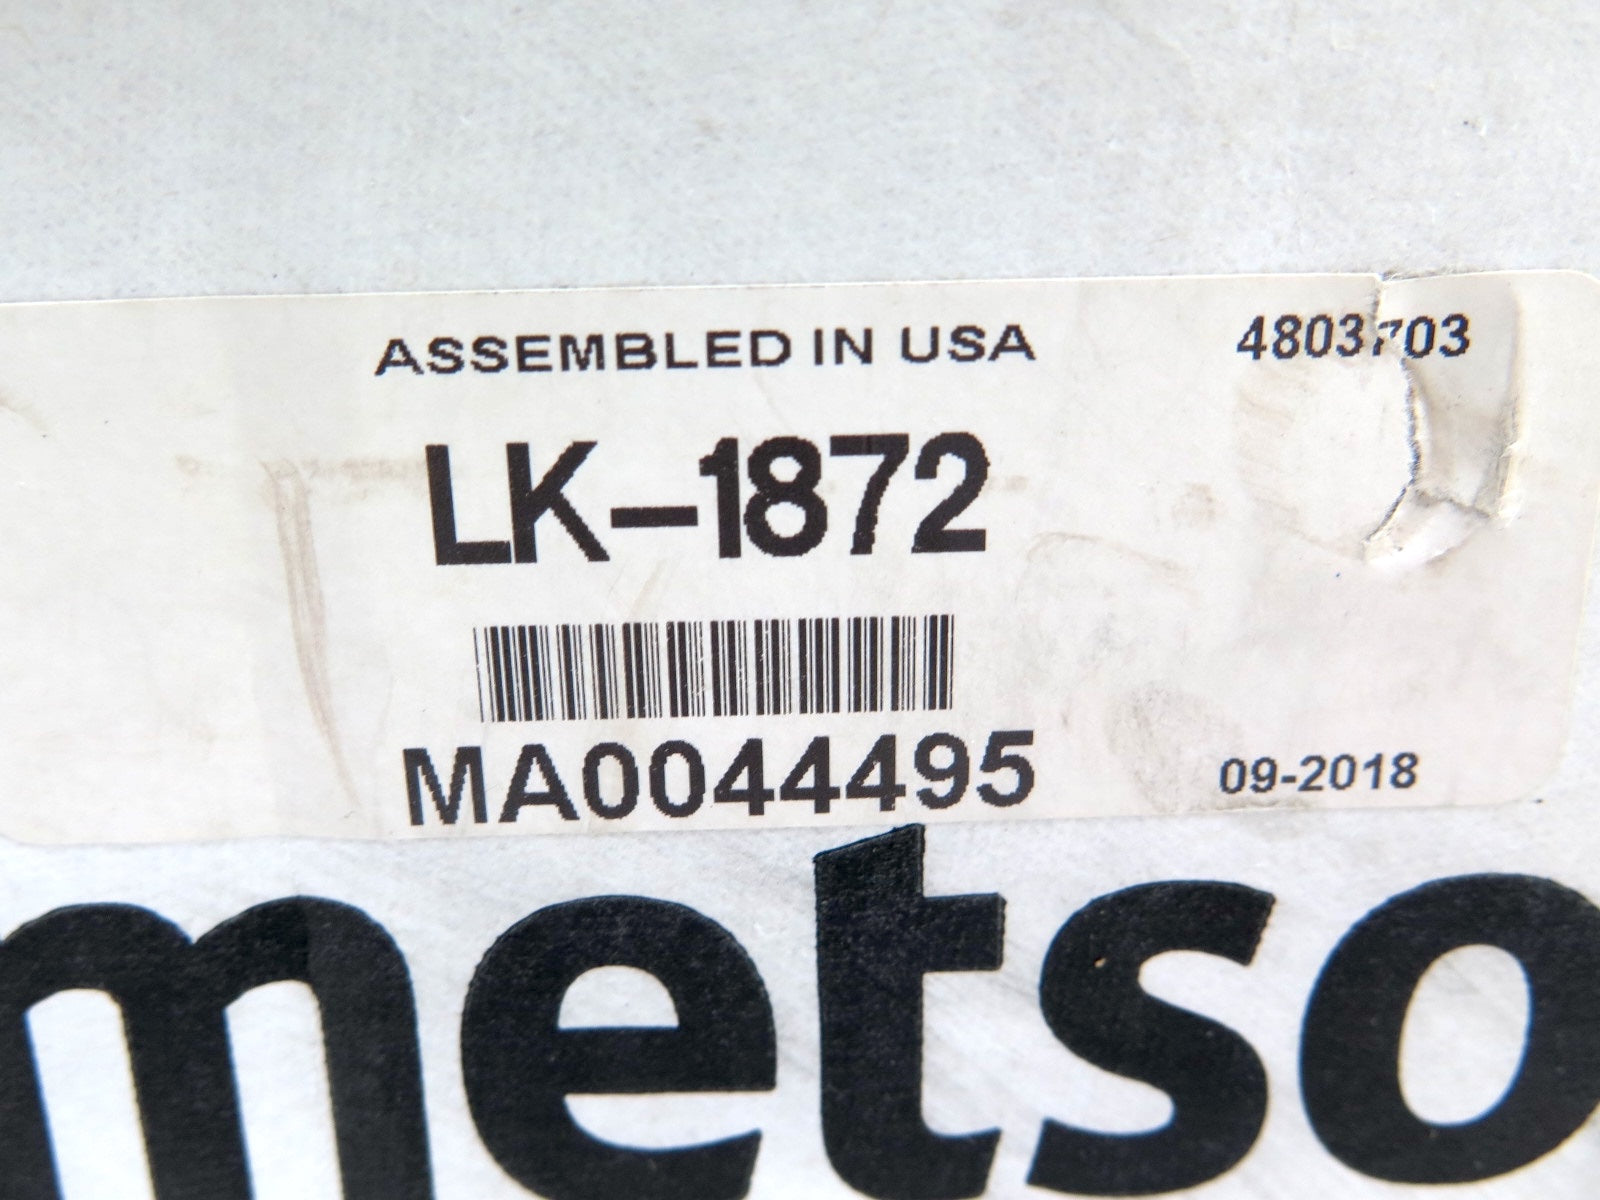 ASSEMBLED IN USA 4803703
LK-1872
MA0044495
09-2018
metso